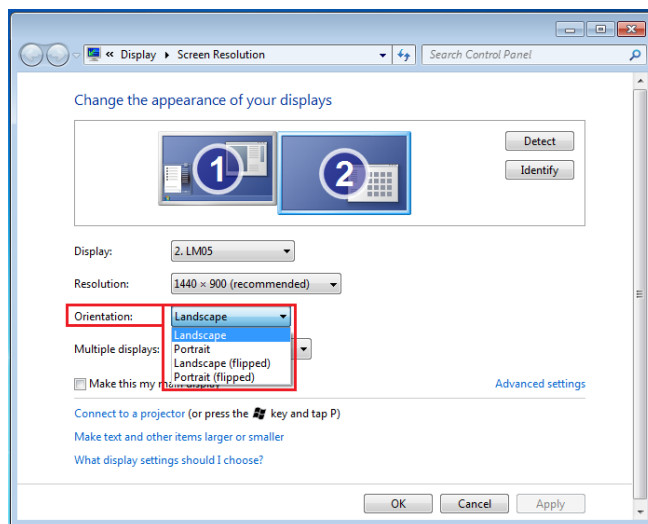 « Display ▸ Screen Resolution Search Control Panel
Change the appearance of your displays
1 2
Detect
Identify
Display: 2. LM05
Resolution: 1440 × 900 (recommended)
Orientation: Landscape
Landscape
Portrait
Multiple displays:
Landscape (flipped)
Portrait (flipped)
Make this my main display
Advanced settings
Connect to a projector (or press the key and tap P)
Make text and other items larger or smaller
What display settings should I choose?
OK Cancel Apply